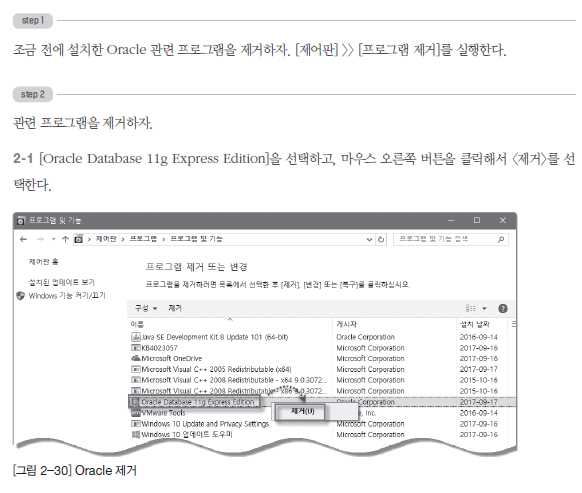 step 1
조금 전에 설치한 Oracle 관련 프로그램을 제거하자. [제어판] 〉〉 [프로그램 제거]를 실행한다.
step 2
관련 프로그램을 제거하자.
2-1 [Oracle Database 11g Express Edition]을 선택하고, 마우스 오른쪽 버튼을 클릭해서 〈제거〉를 선
택한다.
프로그램 및 기능
제어판 > 프로그램 > 프로그램 및 기능
프로그램 및 기능 검색
제어판 홈
프로그램 제거 또는 변경
설치된 업데이트 보기
프로그램을 제거하려면 목록에서 선택한 후 [제거], [변경] 또는 [복구]를 클릭하십시오.
Windows 기능 켜기/끄기
구성 제거
이름 게시자 설치 날짜
Java SE Development Kit 8 Update 101 (64-bit) Oracle Corporation 2016-09-14
KB4023057 Microsoft Corporation 2017-09-16
Microsoft OneDrive Microsoft Corporation 2017-09-16
Microsoft Visual C++ 2005 Redistributable (x64) Microsoft Corporation 2017-09-16
Microsoft Visual C++ 2008 Redistributable - x64 9.0.3072... Microsoft Corporation 2015-10-16
Microsoft Visual C++ 2008 Redistributable - x86 9.0.3072... Microsoft Corporation 2015-10-16
Oracle Database 11g Express Edition Oracle Corporation 2017-09-17
VMware Tools 제거(U) Inc. 2016-09-14
Windows 10 Update and Privacy Settings Microsoft Corporation 2017-09-16
Windows 10 업데이트 도우미 Microsoft Corporation 2017-09-16
[그림 2-30] Oracle 제거